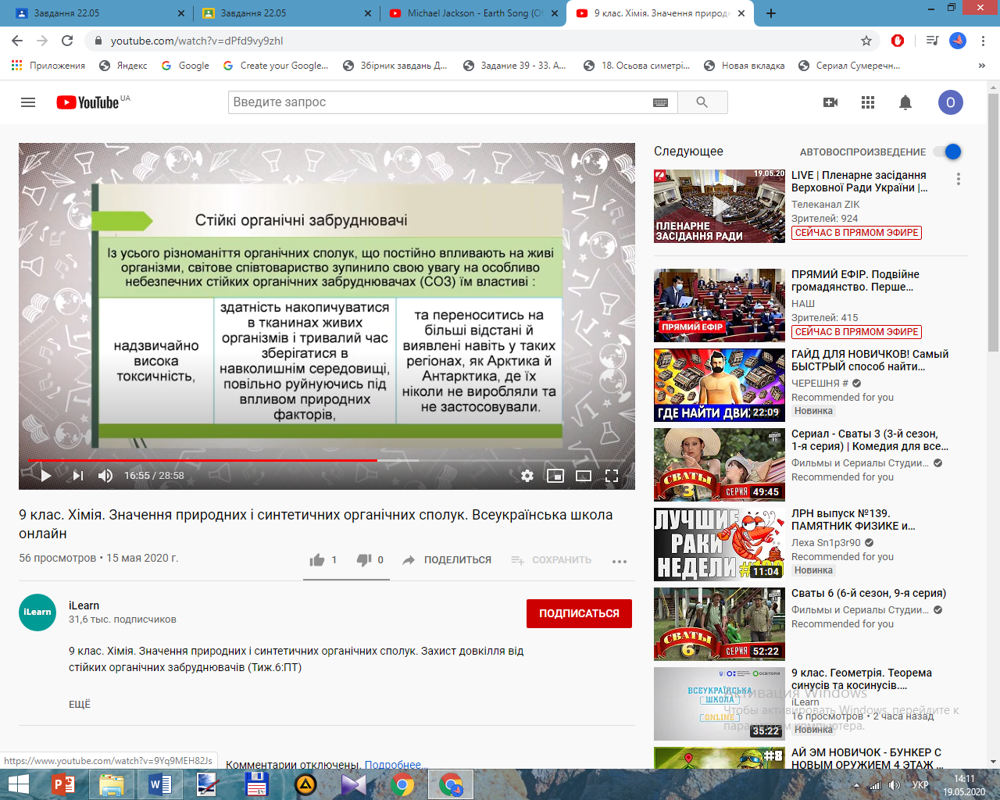 Завдання 22.05
Завдання 22.05
Michael Jackson - Earth Song (Of
9 клас. Хімія. Значення природн
youtube.com/watch?v=dPfd9vy9zhI
Приложения
Яндекс
Google
Create your Google...
Збірник завдань Д...
Задание 39 - 33. А...
18. Осьова симетрі...
Новая вкладка
Сериал Сумеречн...
»
YouTube UA
Введите запрос
O
Стійкі органічні забруднювачі
Із усього різноманіття органічних сполук, що постійно впливають на живі
організми, світове співтовариство зупинило свою увагу на особливо
небезпечних стійких органічних забруднювачах (СОЗ) їм властиві :
надзвичайно
висока
токсичність,
здатність накопичуватися
в тканинах живих
організмів і тривалий час
зберігатися в
навколишнім середовищі,
повільно руйнуючись під
впливом природних
факторів,
та переноситись на
більші відстані й
виявлені навіть у таких
регіонах, як Арктика й
Антарктика, де їх
ніколи не виробляли та
не застосовували.
16:55 / 28:58
9 клас. Хімія. Значення природних і синтетичних органічних сполук. Всеукраїнська школа
онлайн
56 просмотров • 15 мая 2020 г.
1
0
ПОДЕЛИТЬСЯ
СОХРАНИТЬ
iLearn
iLearn
31,6 тыс. подписчиков
ПОДПИСАТЬСЯ
9 клас. Хімія. Значення природних і синтетичних органічних сполук. Захист довкілля від
стійких органічних забруднювачів (Тиж.6:ПТ)
ЕЩЁ
Комментарии отключены. Подробнее…
https://www.youtube.com/watch?v=9Yq9MEH82Js
Следующее
АВТОВОСПРОИЗВЕДЕНИЕ
19.05.20
ПЛЕНАРНЕ
ЗАСІДАННЯ РАДИ
LIVE | Пленарне засідання
Верховної Ради України |...
Телеканал ZIK
Зрителей: 924
СЕЙЧАС В ПРЯМОМ ЭФИРЕ
ПРЯМИЙ ЕФІР
ПРЯМИЙ ЕФІР. Подвійне
громадянство. Перше...
НАШ
Зрителей: 415
СЕЙЧАС В ПРЯМОМ ЭФИРЕ
ГДЕ НАЙТИ ДВИ
22:09
ГАЙД ДЛЯ НОВИЧКОВ! Самый
БЫСТРЫЙ способ найти...
ЧЕРЕШНЯ #
Recommended for you
Новинка
СВАТЫ
3
СЕРИЯ
49:45
Сериал - Сваты 3 (3-й сезон,
1-я серия) | Комедия для все...
Фильмы и Сериалы Студии...
Recommended for you
ЛУЧШИЕ
РАКИ
НЕДЕЛИ
11:04
ЛРН выпуск №139.
ПАМЯТНИК ФИЗИКЕ и...
Леха Sn1p3r90
Recommended for you
Новинка
СВАТЫ
6
СЕРИЯ
52:22
Сваты 6 (6-й сезон, 9-я серия)
Фильмы и Сериалы Студии...
Recommended for you
ВСЕУКРАЇНСЬКА
ШКОЛА
ONLINE
35:22
9 клас. Геометрія. Теорема
синусів та косинусів....
iLearn
16 просмотров • 2 часа назад
Новинка
Активация Windows
Чтобы активировать Windows, перейдите к
параметрам компьютера.
#8
АЙ ЭМ НОВИЧОК - БУНКЕР С
НОВЫМ ОРУЖИЕМ 4 ЭТАЖ ...
64
УКР
14:11
19.05.2020